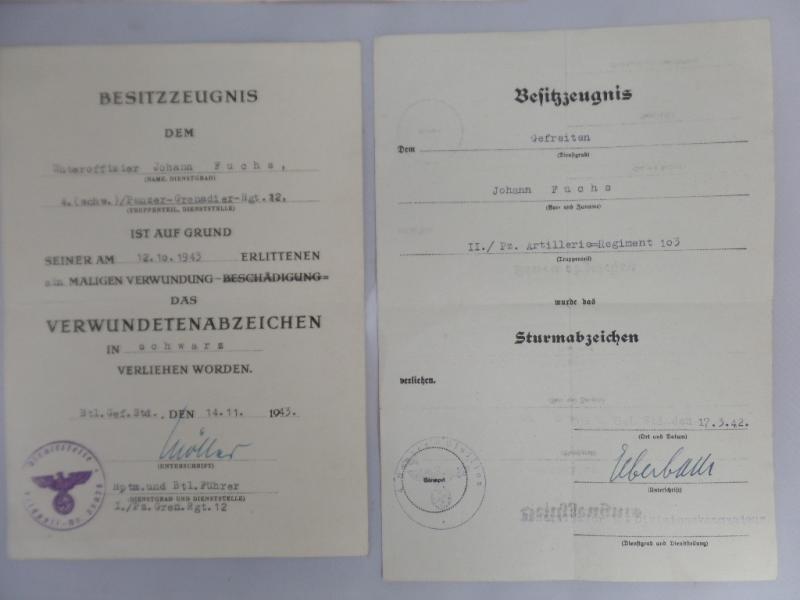 BESITZZEUGNIS
DEM
Unteroffizier Johann Fuchs,
(NAME, DIENSTGRAD)
4.(schw.)/Panzer-Grenadier-Rgt.12.
(TRUPPENTEIL, DIENSTSTELLE)
IST AUF GRUND
SEINER AM 12.10.1943 ERLITTENEN
ein MALIGEN VERWUNDUNG - BESCHÄDIGUNG
DAS
VERWUNDETENABZEICHEN
IN schwarz
VERLIEHEN WORDEN.
Btl.Gef.Std., DEN 14.11. 1943.
Möller
(UNTERSCHRIFT)
Hptm.und Btl.Führer
(DIENSTGRAD UND DIENSTSTELLE)
I./Pz.Gren.Rgt.12
Besitzzeugnis
Dem Gefreiten
(Dienstgrad)
Johann Fuchs
(Vor- und Zuname)
II./ Pz. Artillerie=Regiment 103
(Truppenteil)
wurde das
Sturmabzeichen
verliehen.
den 17.3.42.
(Ort und Datum)
Eberbach
(Unterschrift)
Stempel
(Dienstgrad und Dienststellung)